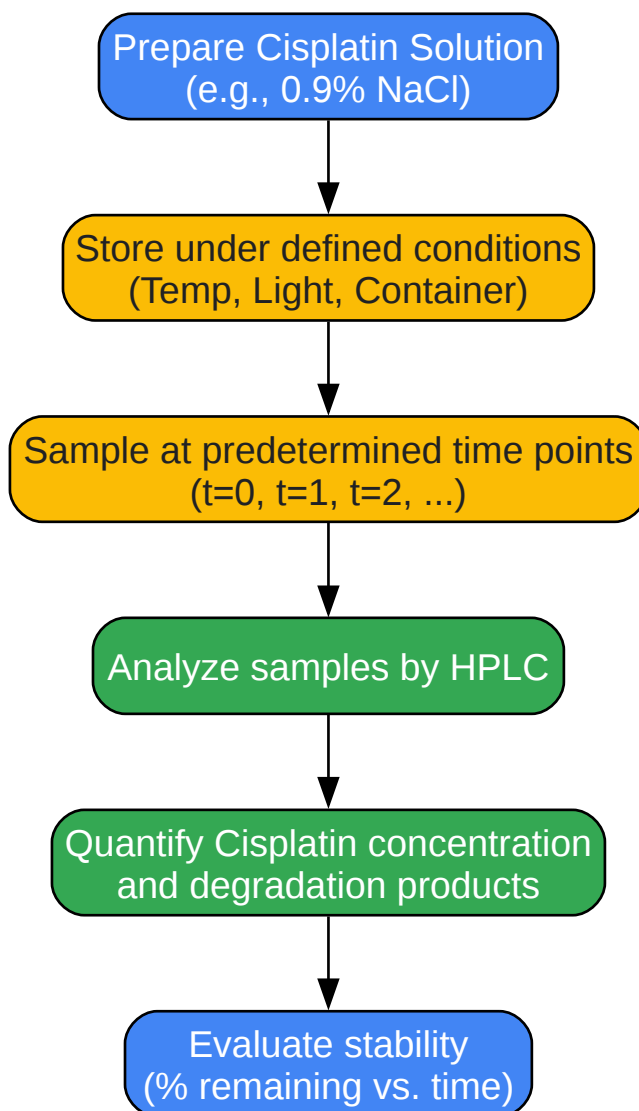 Prepare Cisplatin Solution
(e.g., 0.9% NaCl)
Store under defined conditions
(Temp, Light, Container)
Sample at predetermined time points
(t=0, t=1, t=2, ...)
Analyze samples by HPLC
Quantify Cisplatin concentration
and degradation products
Evaluate stability
(% remaining vs. time)